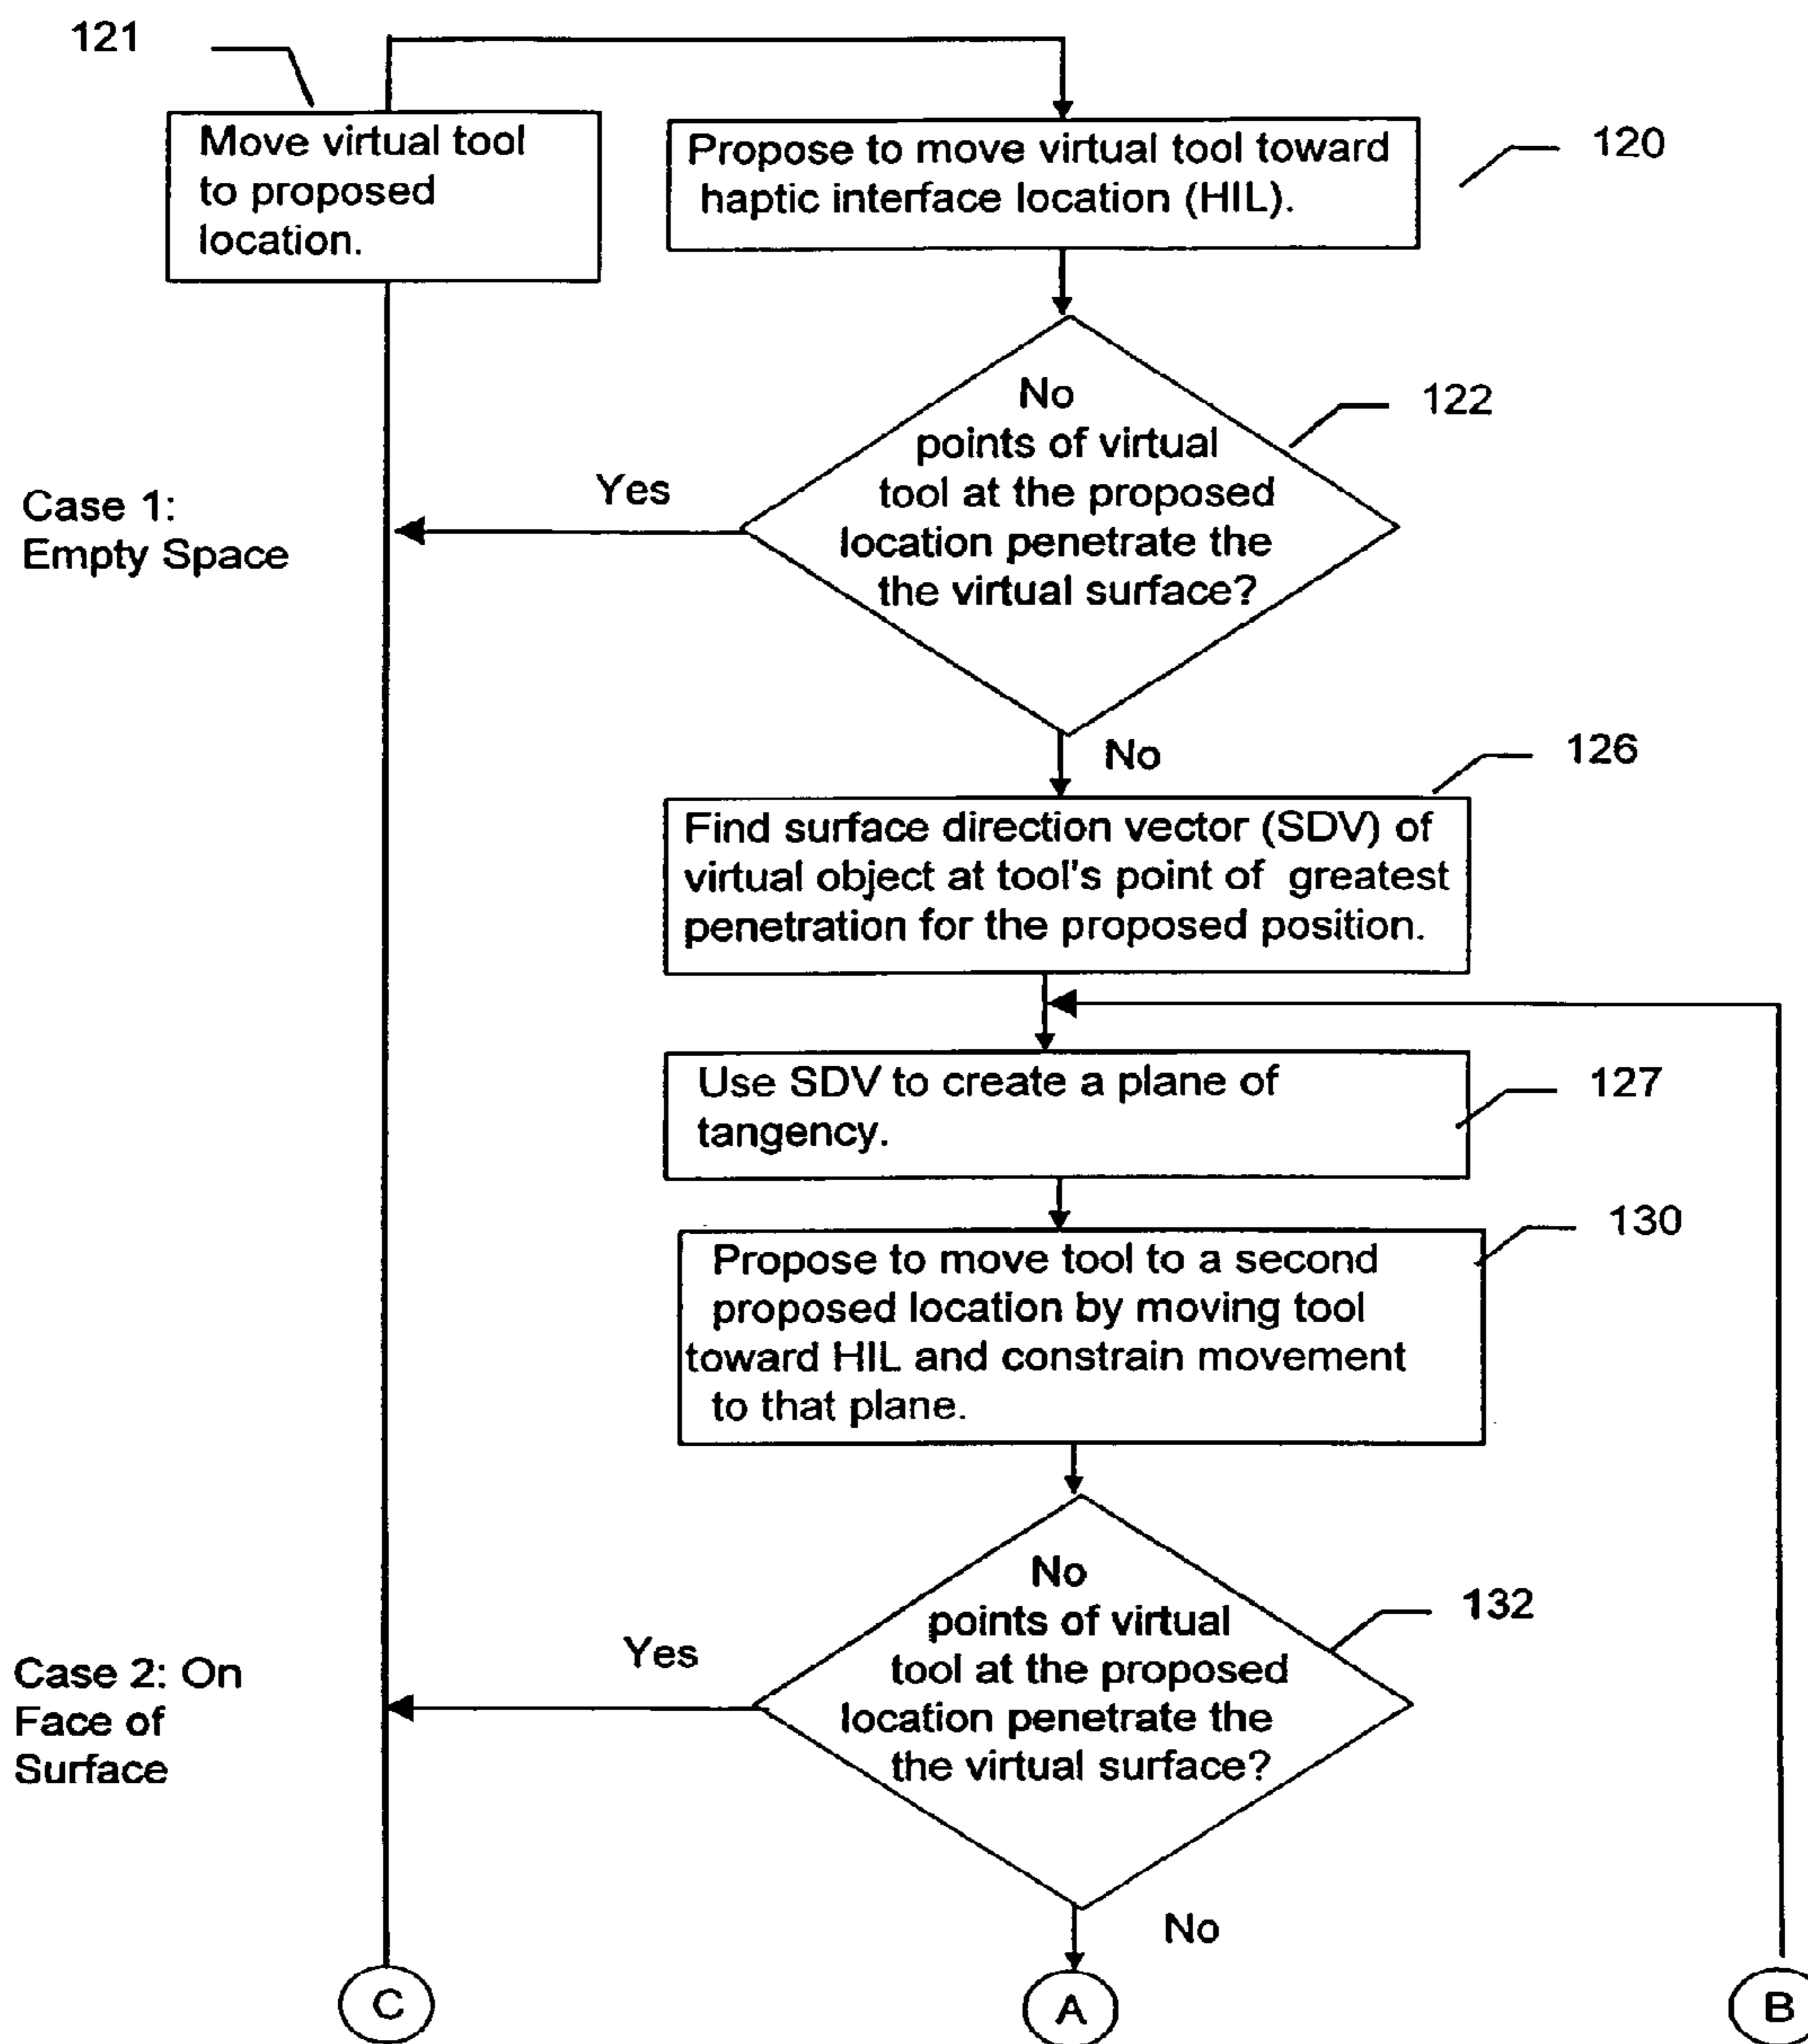 121
Move virtual tool
to proposed
location.
Propose to move virtual tool toward
haptic interface location (HIL).
120
No
points of virtual
tool at the proposed
location penetrate the
the virtual surface?
122
Yes
Case 1:
Empty Space
No
126
Find surface direction vector (SDV) of
virtual object at tool's point of greatest
penetration for the proposed position.
Use SDV to create a plane of
tangency.
127
130
Propose to move tool to a second
proposed location by moving tool
toward HIL and constrain movement
to that plane.
No
points of virtual
tool at the proposed
location penetrate the
the virtual surface?
132
Yes
Case 2: On
Face of
Surface
No
C
A
B